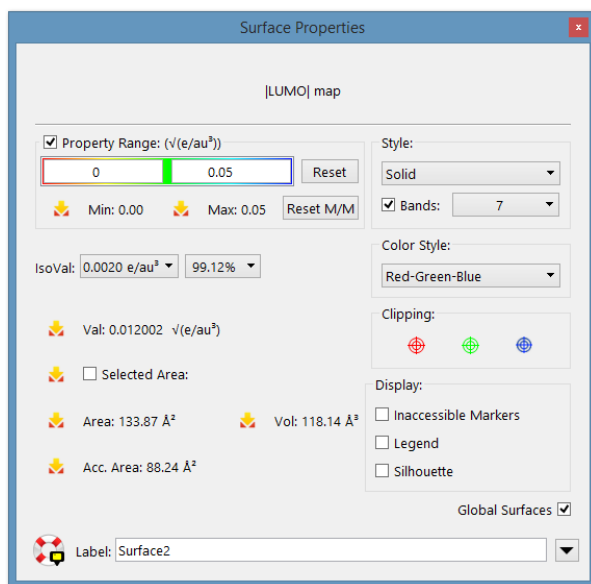 Surface Properties
x
|LUMO| map
Property Range: (√(e/au³))
0 0.05 Reset
Min: 0.00 Max: 0.05 Reset M/M
Style:
Solid
Bands: 7
IsoVal: 0.0020 e/au³ 99.12%
Color Style:
Red-Green-Blue
Val: 0.012002 √(e/au³)
Clipping:
Selected Area:
Display:
Inaccessible Markers
Area: 133.87 Å² Vol: 118.14 Å³
Legend
Acc. Area: 88.24 Å²
Silhouette
Global Surfaces
Label: Surface2